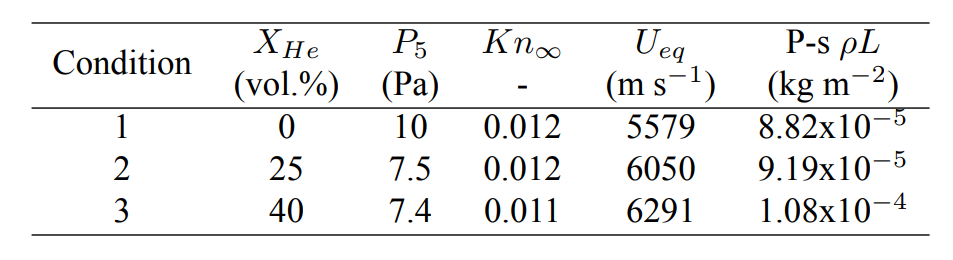 Condition X_He P_5 Kn_∞ U_eq P-s ρL
(vol.%) (Pa) - (m s⁻¹) (kg m⁻²)
1 0 10 0.012 5579 8.82x10⁻⁵
2 25 7.5 0.012 6050 9.19x10⁻⁵
3 40 7.4 0.011 6291 1.08x10⁻⁴